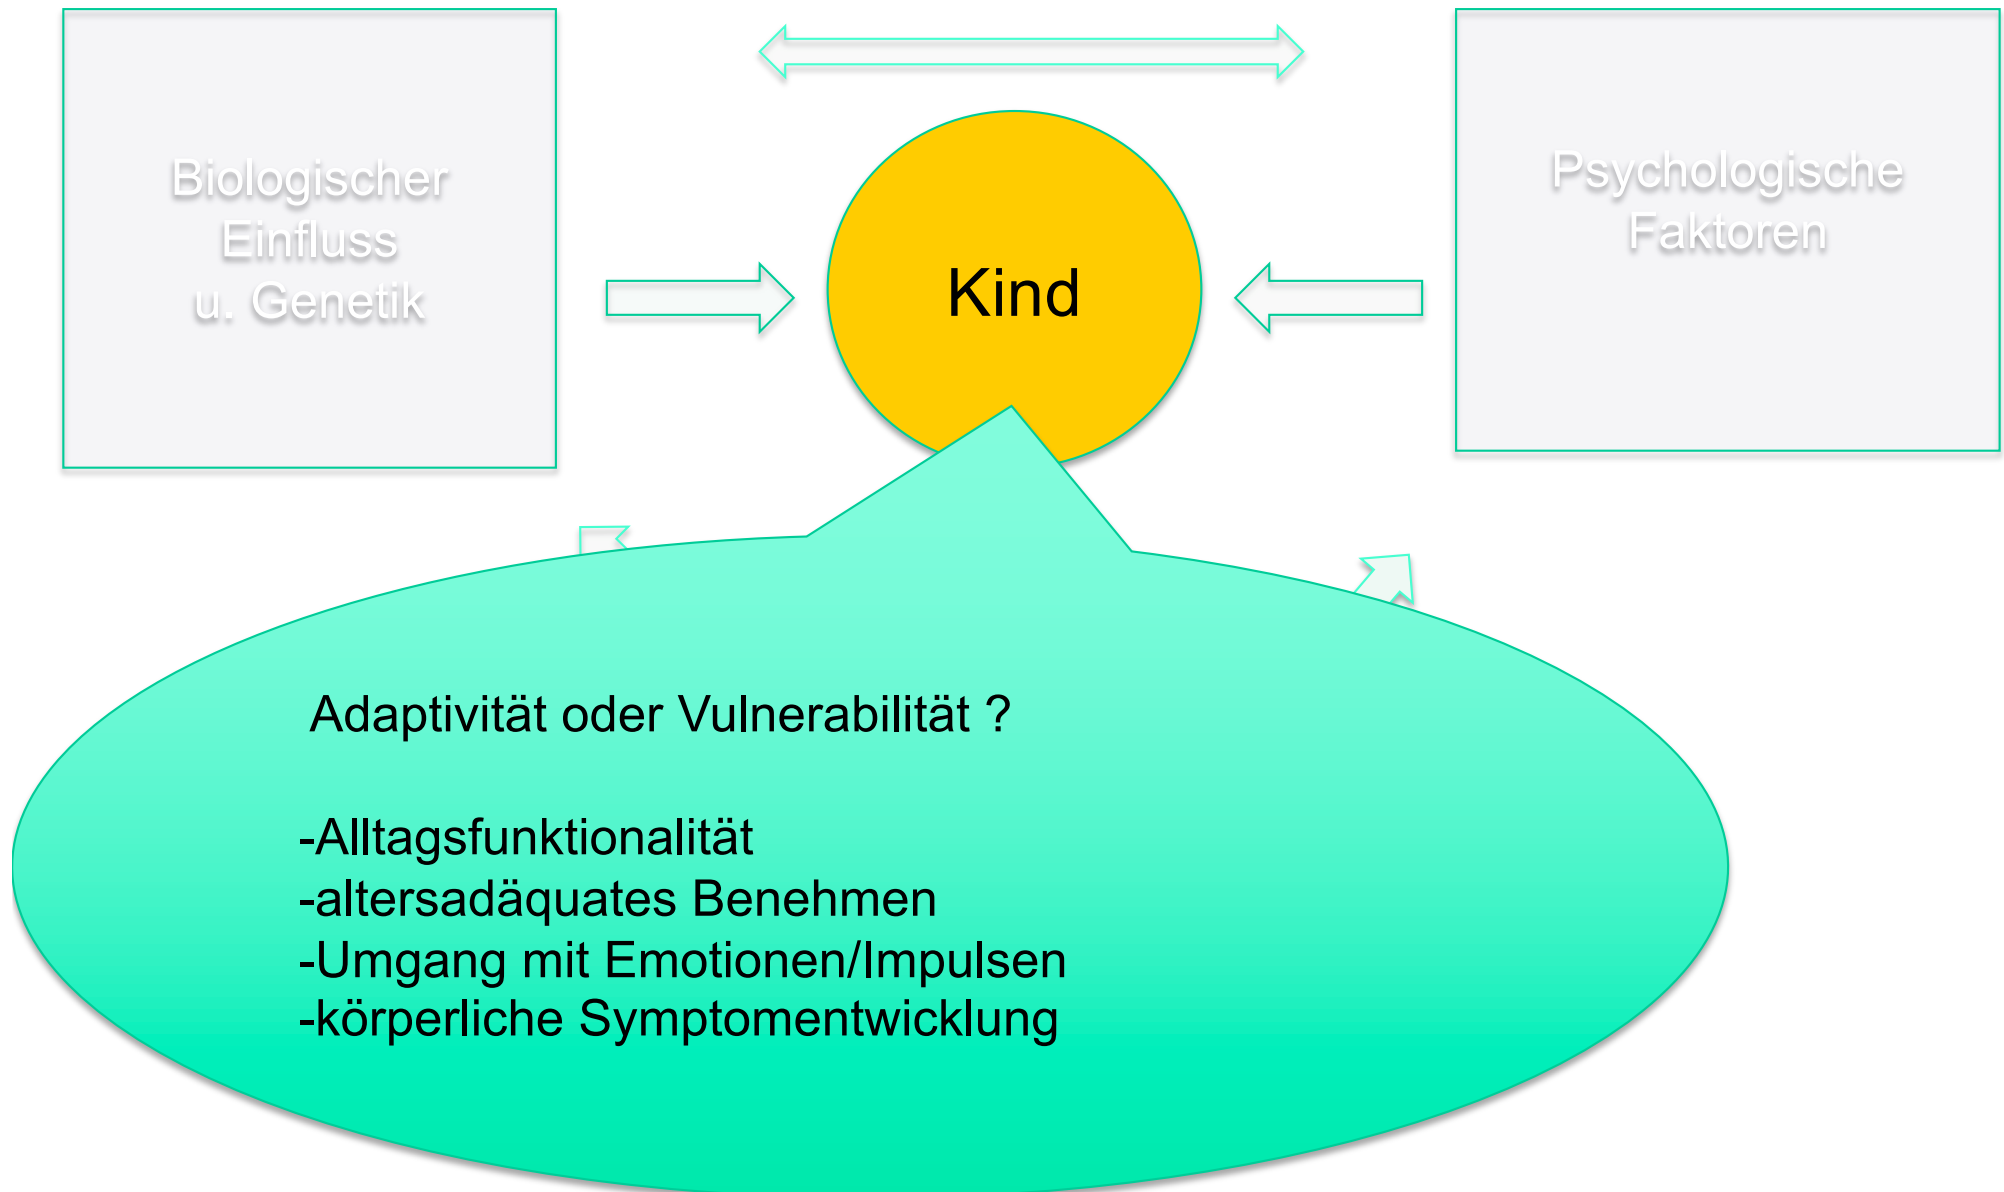 Biologischer
Einfluss
u. Genetik
Kind
Psychologische
Faktoren
Adaptivität oder Vulnerabilität ?
-Alltagsfunktionalität
-altersadäquates Benehmen
-Umgang mit Emotionen/Impulsen
-körperliche Symptomentwicklung